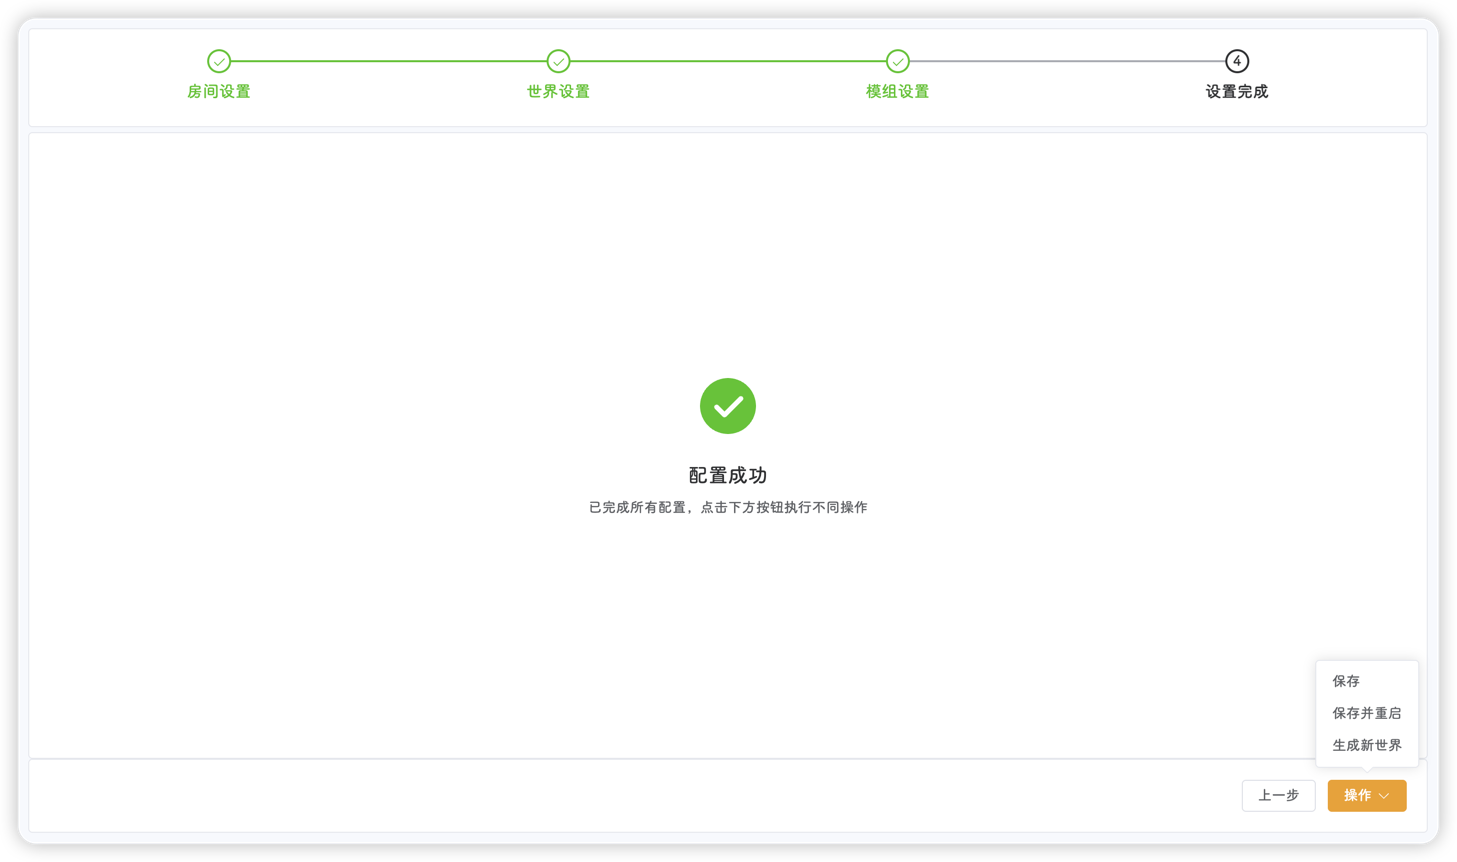 4
房间设置
世界设置
模组设置
设置完成
配置成功
已完成所有配置，点击下方按钮执行不同操作
保存
保存并重启
生成新世界
上一步
操作